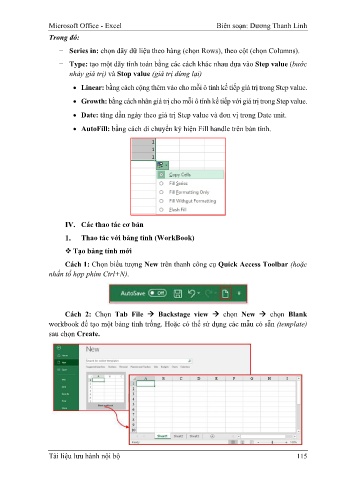 Microsoft Office - Excel Biên soạn: Dương Thanh Linh
Trong đó:
− Series in: chọn dãy dữ liệu theo hàng (chọn Rows), theo cột (chọn Columns).
− Type: tạo một dãy tính toán bằng các cách khác nhau dựa vào Step value (bước
nhảy giá trị) và Stop value (giá trị dừng lại)
• Linear: bằng cách cộng thêm vào cho mỗi ô tính kế tiếp giá trị trong Step value.
• Growth: bằng cách nhân giá trị cho mỗi ô tính kế tiếp với giá trị trong Step value.
• Date: tăng dần ngày theo giá trị Step value và đơn vị trong Date unit.
• AutoFill: bằng cách di chuyển ký hiện Fill handle trên bản tính.
1
1
1
Copy Cells
Fill Series
Fill Formatting Only
Fill Without Formatting
Flash Fill
IV. Các thao tác cơ bản
1. Thao tác với bảng tính (WorkBook)
❖ Tạo bảng tính mới
Cách 1: Chọn biểu tượng New trên thanh công cụ Quick Access Toolbar (hoặc
nhấn tổ hợp phím Ctrl+N).
AutoSave Off
Cách 2: Chọn Tab File → Backstage view → chọn New → chọn Blank
workbook để tạo một bảng tính trống. Hoặc có thể sử dụng các mẫu có sẵn (template)
sau chọn Create.
New
A B C D E F G H I
Tài liệu lưu hành nội bộ 115